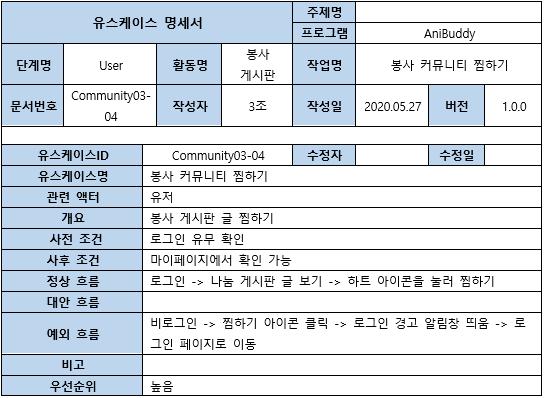 유스케이스 명세서 주제명
프로그램 AniBuddy
단계명 User 활동명 봉사 게시판 작업명 봉사 커뮤니티 찜하기
문서번호 Community03-04 작성자 3조 작성일 2020.05.27 버전 1.0.0
유스케이스ID Community03-04 수정자 수정일
유스케이스명 봉사 커뮤니티 찜하기
관련 액터 유저
개요 봉사 게시판 글 찜하기
사전 조건 로그인 유무 확인
사후 조건 마이페이지에서 확인 가능
정상 흐름 로그인 -> 나눔 게시판 글 보기 -> 하트 아이콘을 눌러 찜하기
대안 흐름
예외 흐름 비로그인 -> 찜하기 아이콘 클릭 -> 로그인 경고 알림창 띄움 -> 로
그인 페이지로 이동
비고
우선순위 높음